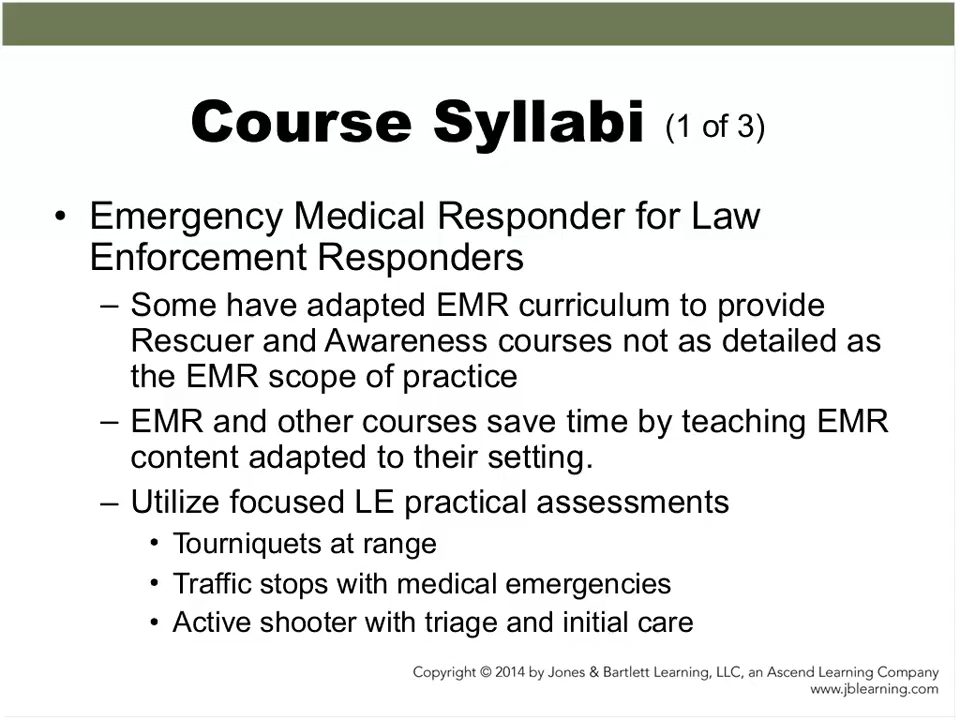 Course Syllabi (1 of 3)
• Emergency Medical Responder for Law
Enforcement Responders
– Some have adapted EMR curriculum to provide
Rescuer and Awareness courses not as detailed as
the EMR scope of practice
– EMR and other courses save time by teaching EMR
content adapted to their setting.
– Utilize focused LE practical assessments
• Tourniquets at range
• Traffic stops with medical emergencies
• Active shooter with triage and initial care
Copyright © 2014 by Jones & Bartlett Learning, LLC, an Ascend Learning Company
www.jblearning.com